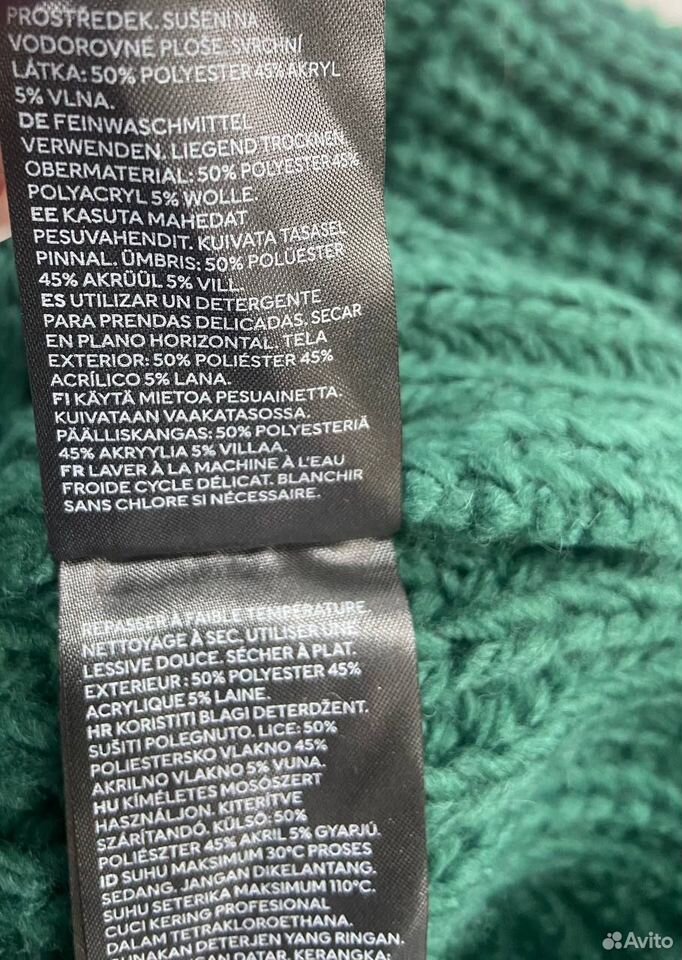 PROSTŘEDEK. SUŠENÍ NA
VODOROVNÉ PLOŠE. SVRCHNÍ
LÁTKA: 50% POLYESTER 45% AKRYL
5% VLNA.
DE FEINWASCHMITTEL
VERWENDEN. LIEGEND TROCKNEN.
OBERMATERIAL: 50% POLYESTER 45%
POLYACRYL 5% WOLLE.
EE KASUTA MAHEDAT
PESUVAHENDIT. KUIVATA TASASEL
PINNAL. ÜMBRIS: 50% POLÜESTER
45% AKRÜÜL 5% VILL.
ES UTILIZAR UN DETERGENTE
PARA PRENDAS DELICADAS. SECAR
EN PLANO HORIZONTAL. TELA
EXTERIOR: 50% POLIÉSTER 45%
ACRÍLICO 5% LANA.
FI KÄYTÄ MIETOA PESUAINETTA.
KUIVATAAN VAAKATASOSSA.
PÄÄLLISKANGAS: 50% POLYESTERIÄ
45% AKRYYLIA 5% VILLAA.
FR LAVER À LA MACHINE À L'EAU
FROIDE CYCLE DÉLICAT. BLANCHIR
SANS CHLORE SI NÉCESSAIRE.
REPASSER À FAIBLE TEMPÉRATURE.
NETTOYAGE À SEC. UTILISER UNE
LESSIVE DOUCE. SÉCHER À PLAT.
EXTERIEUR : 50% POLYESTER 45%
ACRYLIQUE 5% LAINE.
HR KORISTITI BLAGI DETERDŽENT.
SUŠITI POLEGNUTO. LICE: 50%
POLIESTERSKO VLAKNO 45%
AKRILNO VLAKNO 5% VUNA.
HU KÍMÉLETES MOSÓSZERT
HASZNÁLJON. KITERÍTVE
SZÁRÍTANDÓ. KÜLSŐ: 50%
POLIÉSZTER 45% AKRIL 5% GYAPJÚ.
ID SUHU MAKSIMUM 30°C PROSES
SEDANG. JANGAN DIKELANTANG.
SUHU SETERIKA MAKSIMUM 110°C.
CUCI KERING PROFESIONAL
DALAM TETRAKLOROETHANA.
GUNAKAN DETERJEN YANG RINGAN.
DATAR. KERANGKA:
Avito